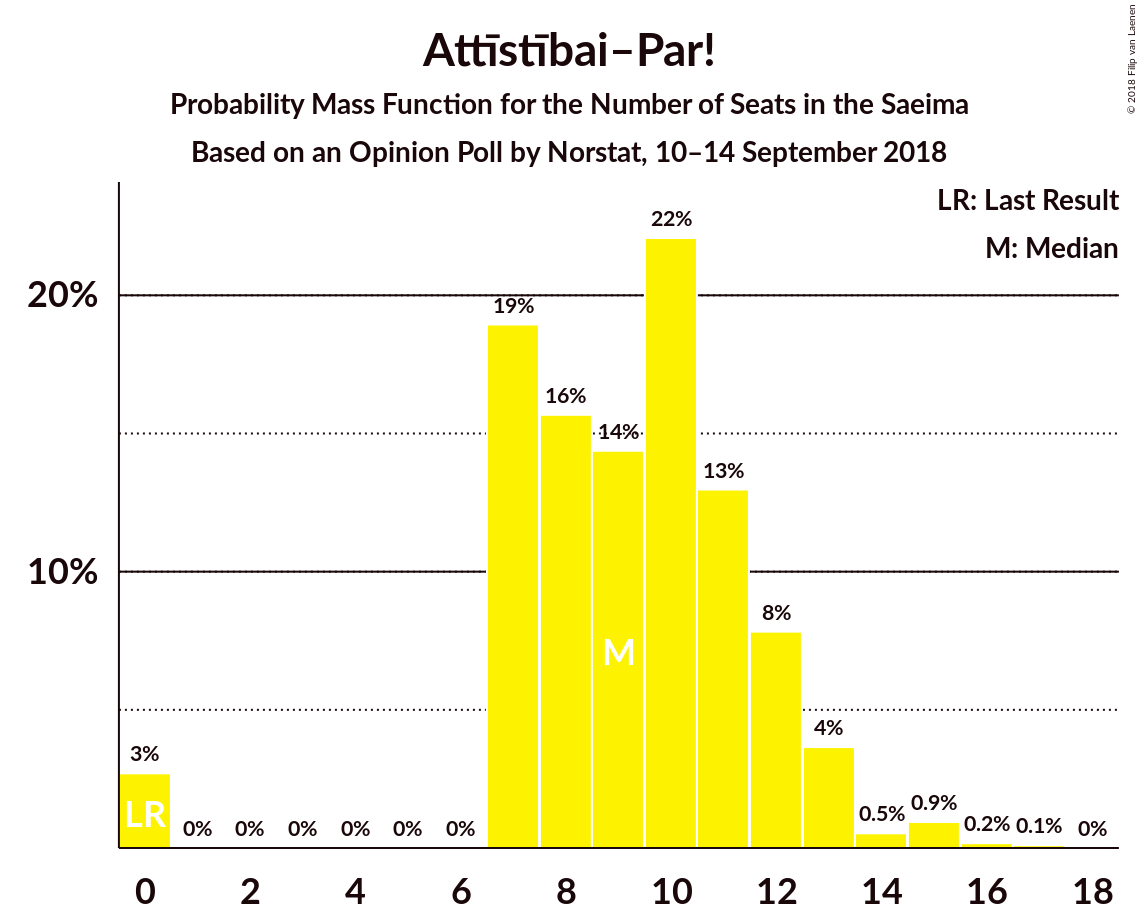 Attīstībai–Par!
Probability Mass Function for the Number of Seats in the Saeima
Based on an Opinion Poll by Norstat, 10–14 September 2018
© 2018 Filip van Laenen
LR: Last Result
M: Median
22%
20%
19%
16%
14%
13%
10%
8%
M
4%
3%
LR
0%
0%
0%
0%
0%
0%
0.5%
0.9%
0.2%
0.1%
0%
0 2 4 6 8 10 12 14 16 18